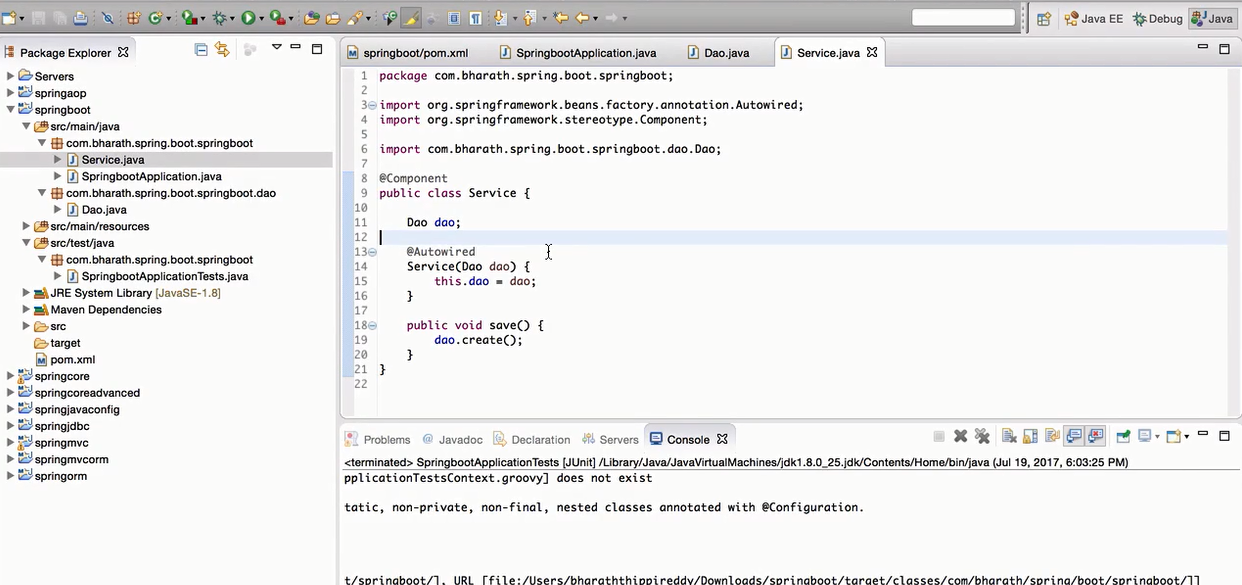 Java EE Debug Java
Package Explorer
Servers
springaop
springboot
src/main/java
com.bharath.spring.boot.springboot
Service.java
SpringbootApplication.java
com.bharath.spring.boot.springboot.dao
Dao.java
src/main/resources
src/test/java
com.bharath.spring.boot.springboot
SpringbootApplicationTests.java
JRE System Library [JavaSE-1.8]
Maven Dependencies
src
target
pom.xml
springcore
springcoreadvanced
springjavaconfig
springjdbc
springmvc
springmvcorm
springorm
springboot/pom.xml SpringbootApplication.java Dao.java Service.java
1 package com.bharath.spring.boot.springboot;
2
3 import org.springframework.beans.factory.annotation.Autowired;
4 import org.springframework.stereotype.Component;
5
6 import com.bharath.spring.boot.springboot.dao.Dao;
7
8 @Component
9 public class Service {
10
11 Dao dao;
12
13 @Autowired
14 Service(Dao dao) {
15 this.dao = dao;
16 }
17
18 public void save() {
19 dao.create();
20 }
21 }
22
Problems @ Javadoc Declaration Servers Console
<terminated> SpringbootApplicationTests [JUnit] /Library/Java/JavaVirtualMachines/jdk1.8.0_25.jdk/Contents/Home/bin/java (Jul 19, 2017, 6:03:25 PM)
pplicationTestsContext.groovy] does not exist
tatic, non-private, non-final, nested classes annotated with @Configuration.
t/springboot/], URL [file:/Users/bharaththippireddy/Downloads/springboot/target/classes/com/bharath/spring/boot/springboot/]]